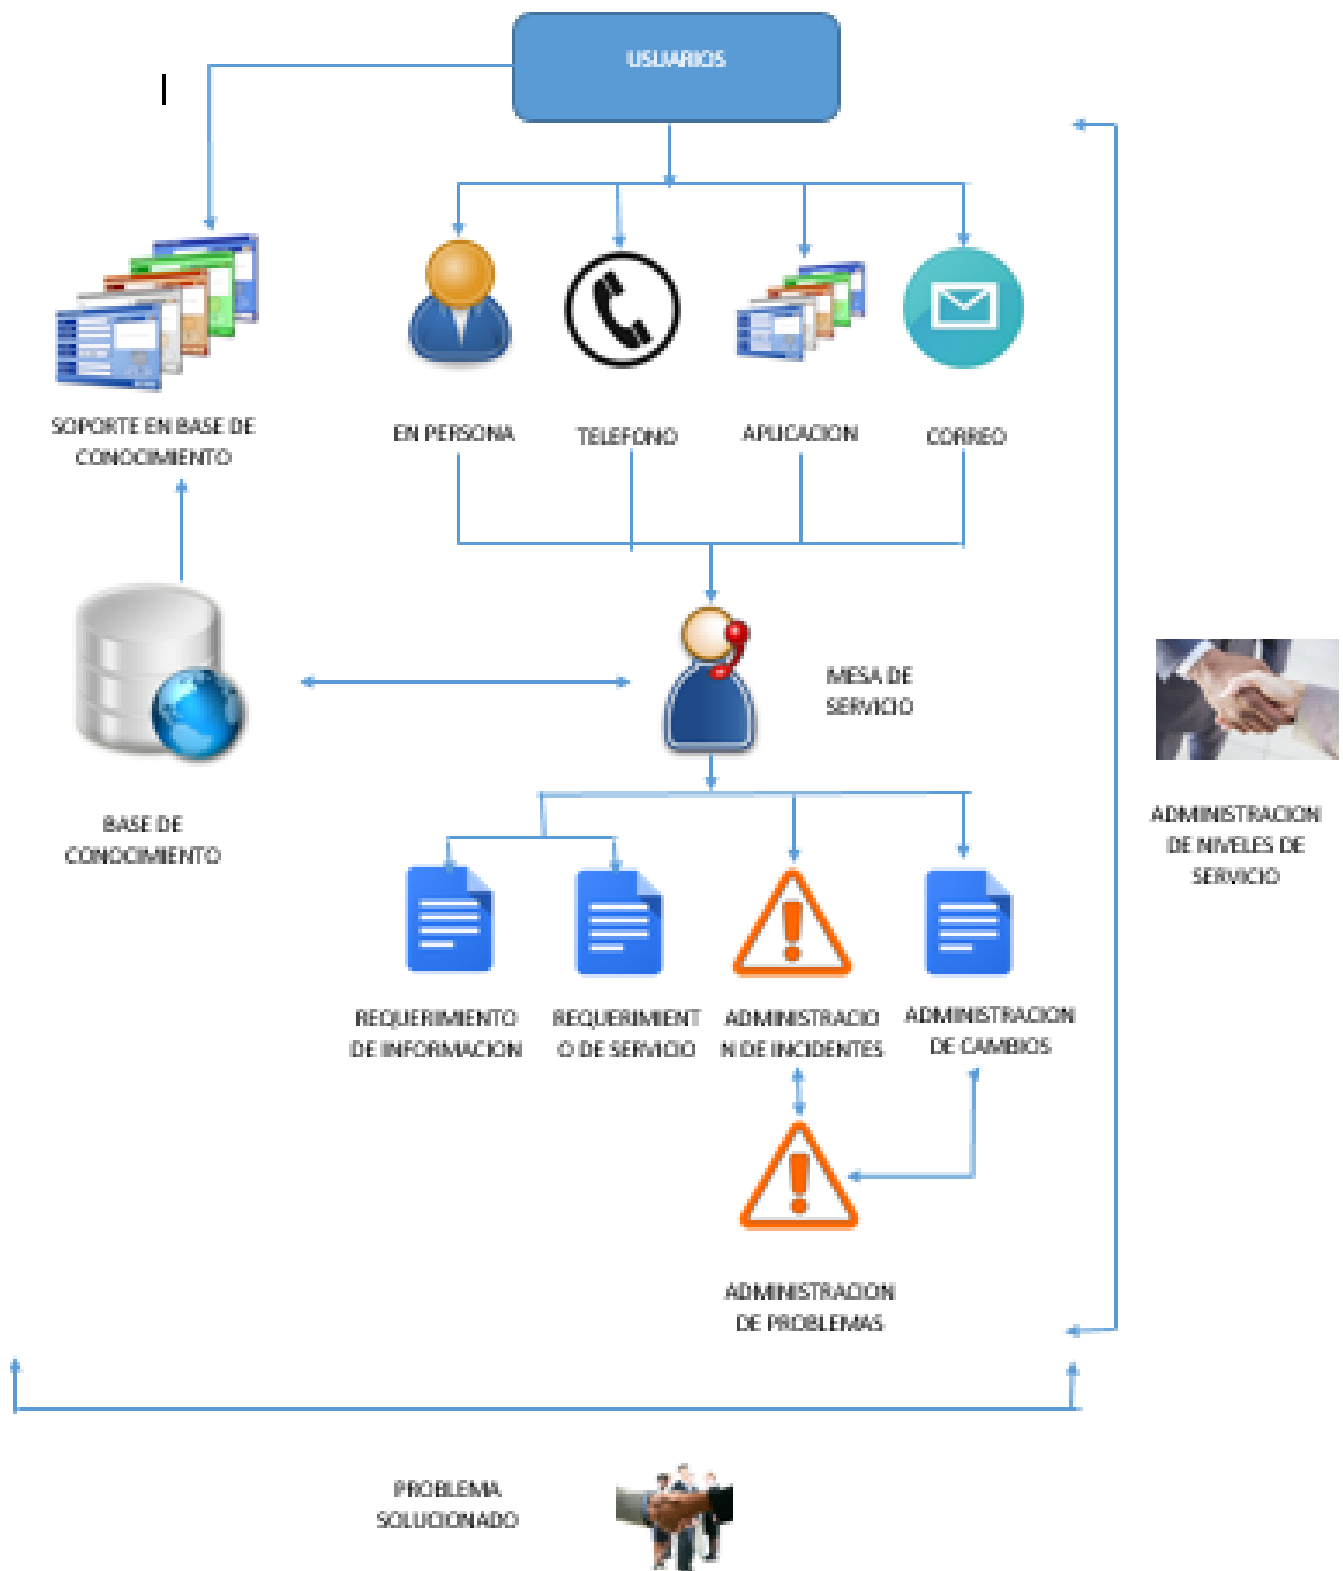 USUARIOS
SOPORTE EN BASE DE
CONOCIMIENTO
EN PERSONA
TELEFONO
APLICACION
CORREO
MESA DE
SERVICIO
BASE DE
CONOCIMIENTO
ADMINISTRACION
DE NIVELES DE
SERVICIO
REQUERIMIENTO
DE INFORMACION
REQUERIMIENT
O DE SERVICIO
ADMINISTRACIO
N DE INCIDENTES
ADMINISTRACION
DE CAMBIOS
ADMINISTRACION
DE PROBLEMAS
PROBLEMA
SOLUCIONADO